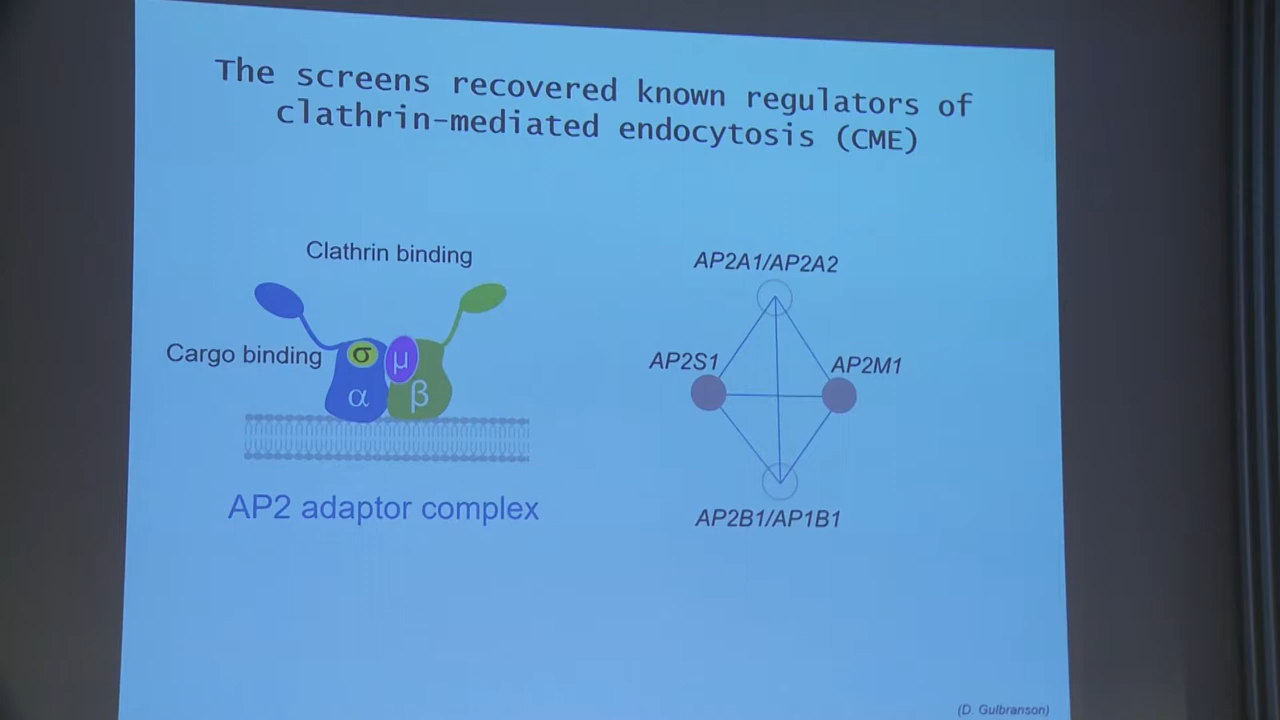 The screens recovered known regulators of
clathrin-mediated endocytosis (CME)
Clathrin binding
Cargo binding
σ
μ
α
β
AP2 adaptor complex
AP2A1/AP2A2
AP2S1
AP2M1
AP2B1/AP1B1
(D. Gulbranson)